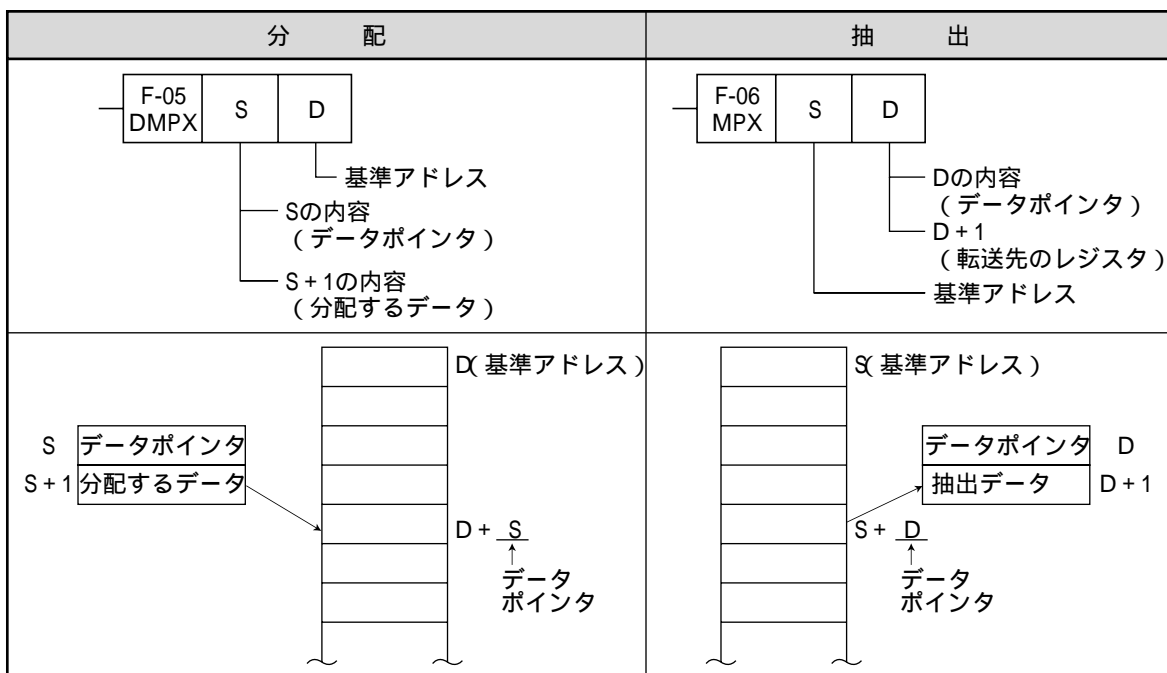 分 配
抽 出
F-05
DMPX
S
D
基準アドレス
Sの内容
(データポインタ)
S+1の内容
(分配するデータ)
F-06
MPX
S
D
Dの内容
(データポインタ)
D+1
(転送先のレジスタ)
基準アドレス
D(基準アドレス)
S データポインタ
S+1 分配するデータ
D+S
データ
ポインタ
S(基準アドレス)
データポインタ D
抽出データ D+1
S+D
データ
ポインタ